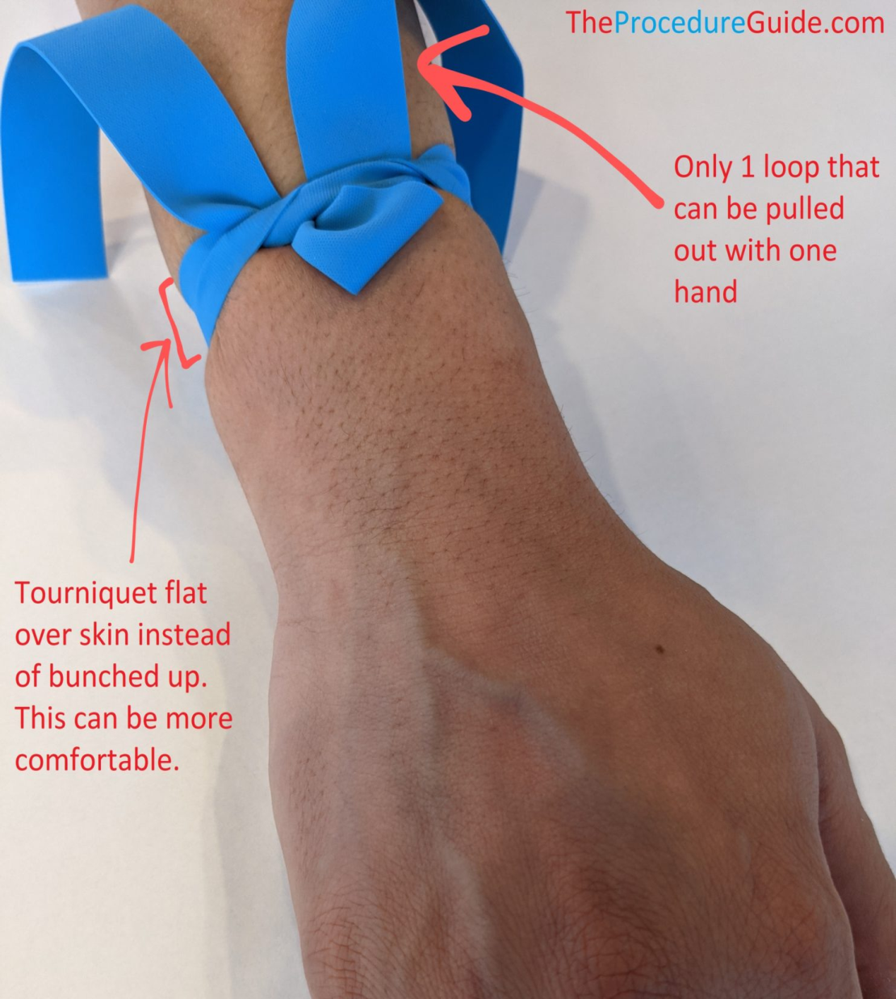 TheProcedureGuide.com
Only 1 loop that
can be pulled
out with one
hand
Tourniquet flat
over skin instead
of bunched up.
This can be more
comfortable.